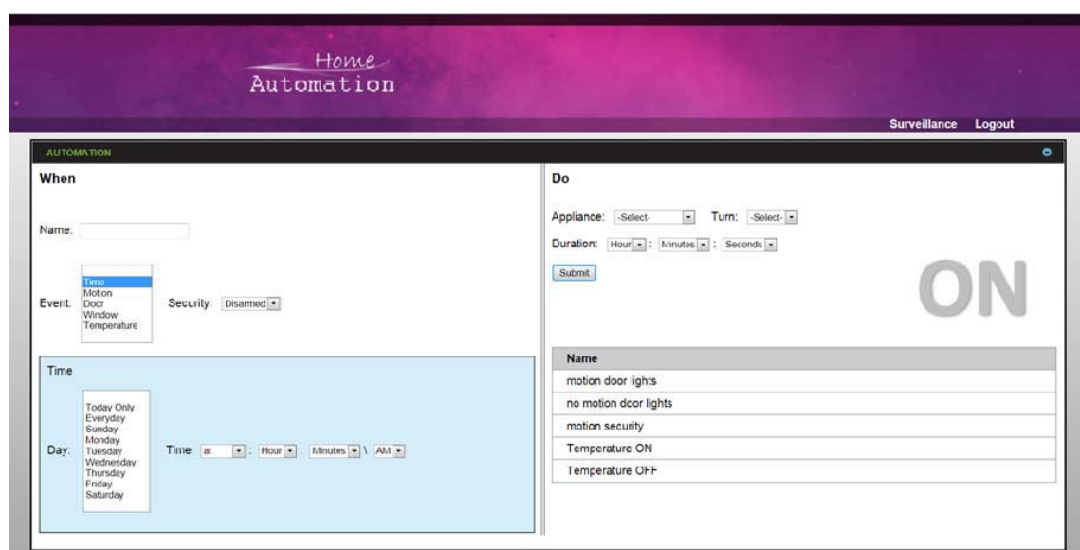 Home
Automation
Surveillance Logout
AUTOMATION
When
Name:
Event:
Time
Motion
Door
Window
Temperature
Security: Disarmed
Time
Day:
Today Only
Everyday
Sunday
Monday
Tuesday
Wednesday
Thursday
Friday
Saturday
Time at : Hour : Minutes \ AM
Do
Appliance: -Select- Turn: -Select-
Duration: Hour : Minutes : Seconds
Submit
ON
Name
motion door lights
no motion door lights
motion security
Temperature ON
Temperature OFF